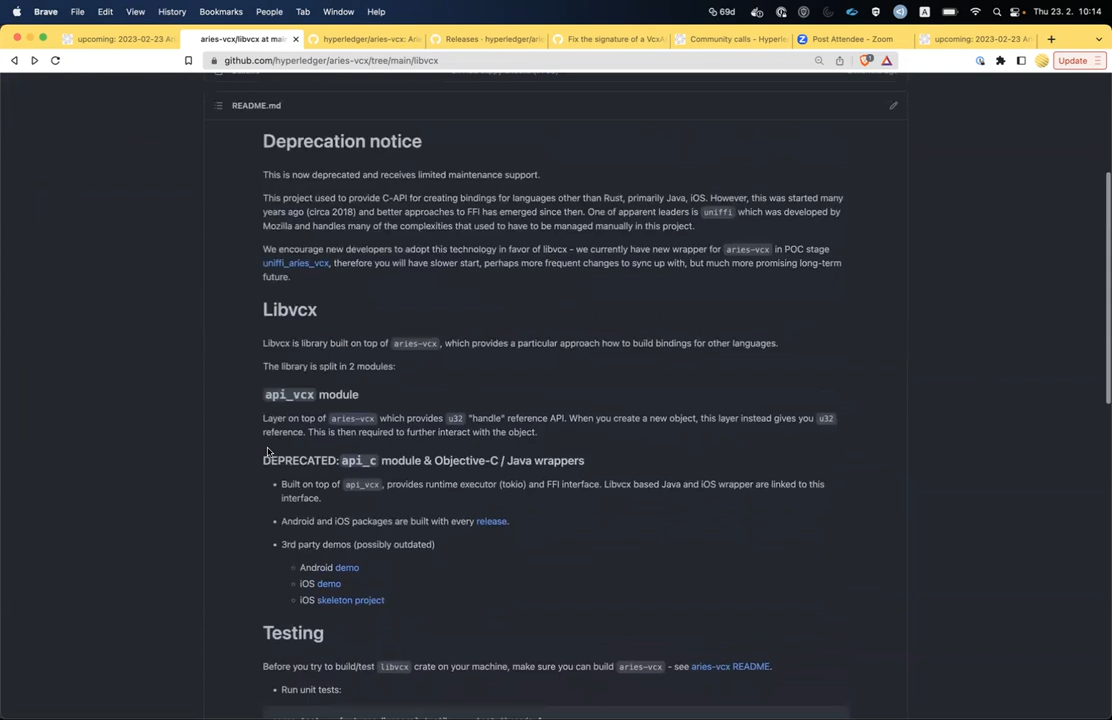 Brave File Edit View History Bookmarks People Tab Window Help 69d A Thu 23. 2. 10:14
upcoming: 2023-02-23 Ari aries-vcx/libvcx at main hyperledger/aries-vcx: Arie Releases · hyperledger/arie Fix the signature of a VcxA Community calls - Hyperle Post Attendee - Zoom upcoming: 2023-02-23 Ari
github.com/hyperledger/aries-vcx/tree/main/libvcx Update
README.md
Deprecation notice
This is now deprecated and receives limited maintenance support.
This project used to provide C-API for creating bindings for languages other than Rust, primarily Java, iOS. However, this was started many
years ago (circa 2018) and better approaches to FFI has emerged since then. One of apparent leaders is uniffi which was developed by
Mozilla and handles many of the complexities that used to have to be managed manually in this project.
We encourage new developers to adopt this technology in favor of libvcx - we currently have new wrapper for aries-vcx in POC stage
uniffi_aries_vcx, therefore you will have slower start, perhaps more frequent changes to sync up with, but much more promising long-term
future.
Libvcx
Libvcx is library built on top of aries-vcx, which provides a particular approach how to build bindings for other languages.
The library is split in 2 modules:
api_vcx module
Layer on top of aries-vcx which provides u32 "handle" reference API. When you create a new object, this layer instead gives you u32
reference. This is then required to further interact with the object.
DEPRECATED: api_c module & Objective-C / Java wrappers
• Built on top of api_vcx, provides runtime executor (tokio) and FFI interface. Libvcx based Java and iOS wrapper are linked to this
interface.
• Android and iOS packages are built with every release.
• 3rd party demos (possibly outdated)
◦ Android demo
◦ iOS demo
◦ iOS skeleton project
Testing
Before you try to build/test libvcx crate on your machine, make sure you can build aries-vcx - see aries-vcx README.
• Run unit tests: